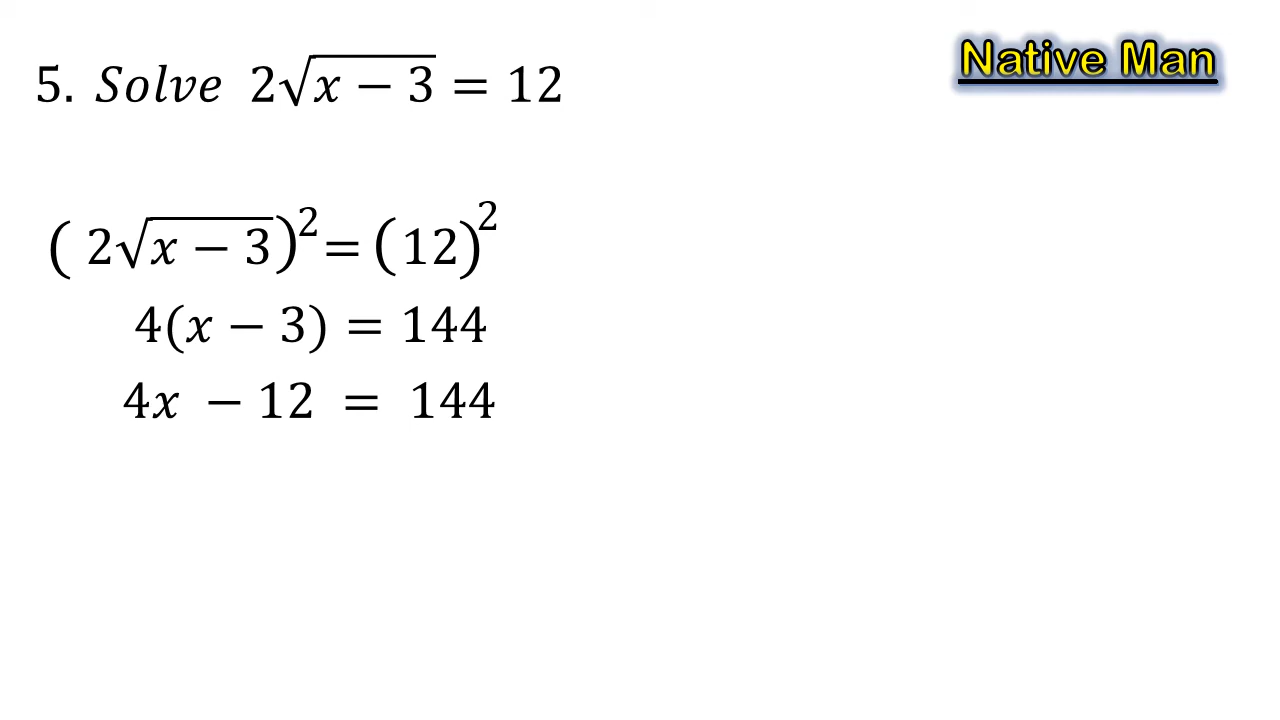 Native Man
5. Solve 2√(x − 3) = 12
( 2√(x − 3) )² = (12)²
4(x − 3) = 144
4x − 12 = 144